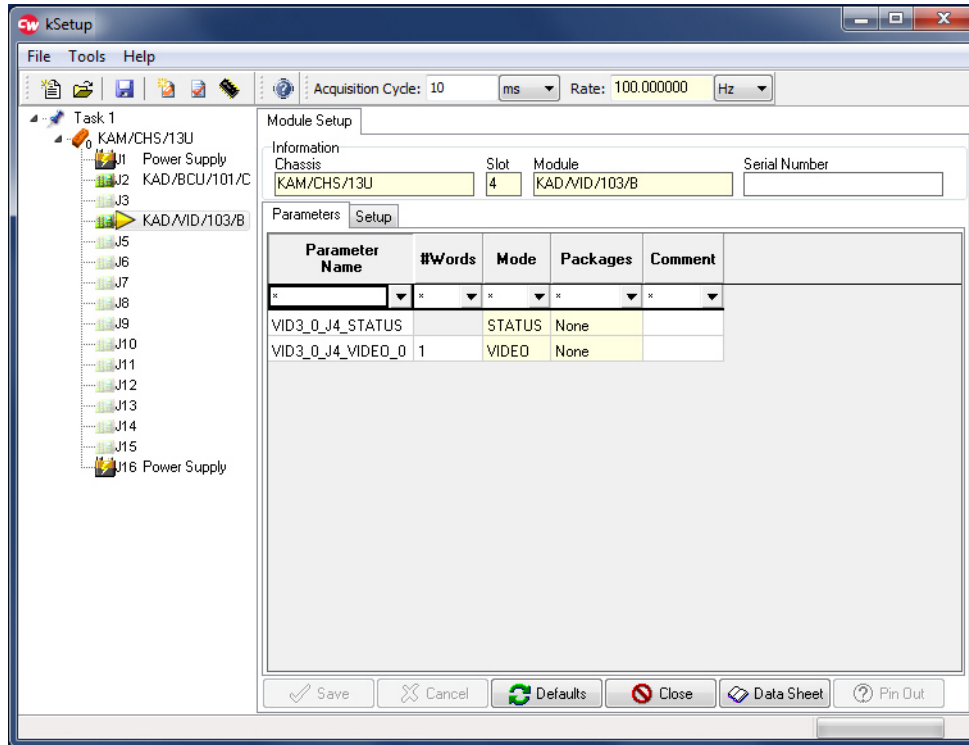 kSetup
File Tools Help
Acquisition Cycle: 10 ms Rate: 100.000000 Hz
Task 1
0 KAM/CHS/13U
J1 Power Supply
J2 KAD/BCU/101/C
J3
KAD/VID/103/B
J5
J6
J7
J8
J9
J10
J11
J12
J13
J14
J15
J16 Power Supply
Module Setup
Information
Chassis Slot Module Serial Number
KAM/CHS/13U 4 KAD/VID/103/B
Parameters Setup
Parameter Name #Words Mode Packages Comment
* * * * *
VID3_0_J4_STATUS STATUS None
VID3_0_J4_VIDEO_0 1 VIDEO None
Save Cancel Defaults Close Data Sheet Pin Out